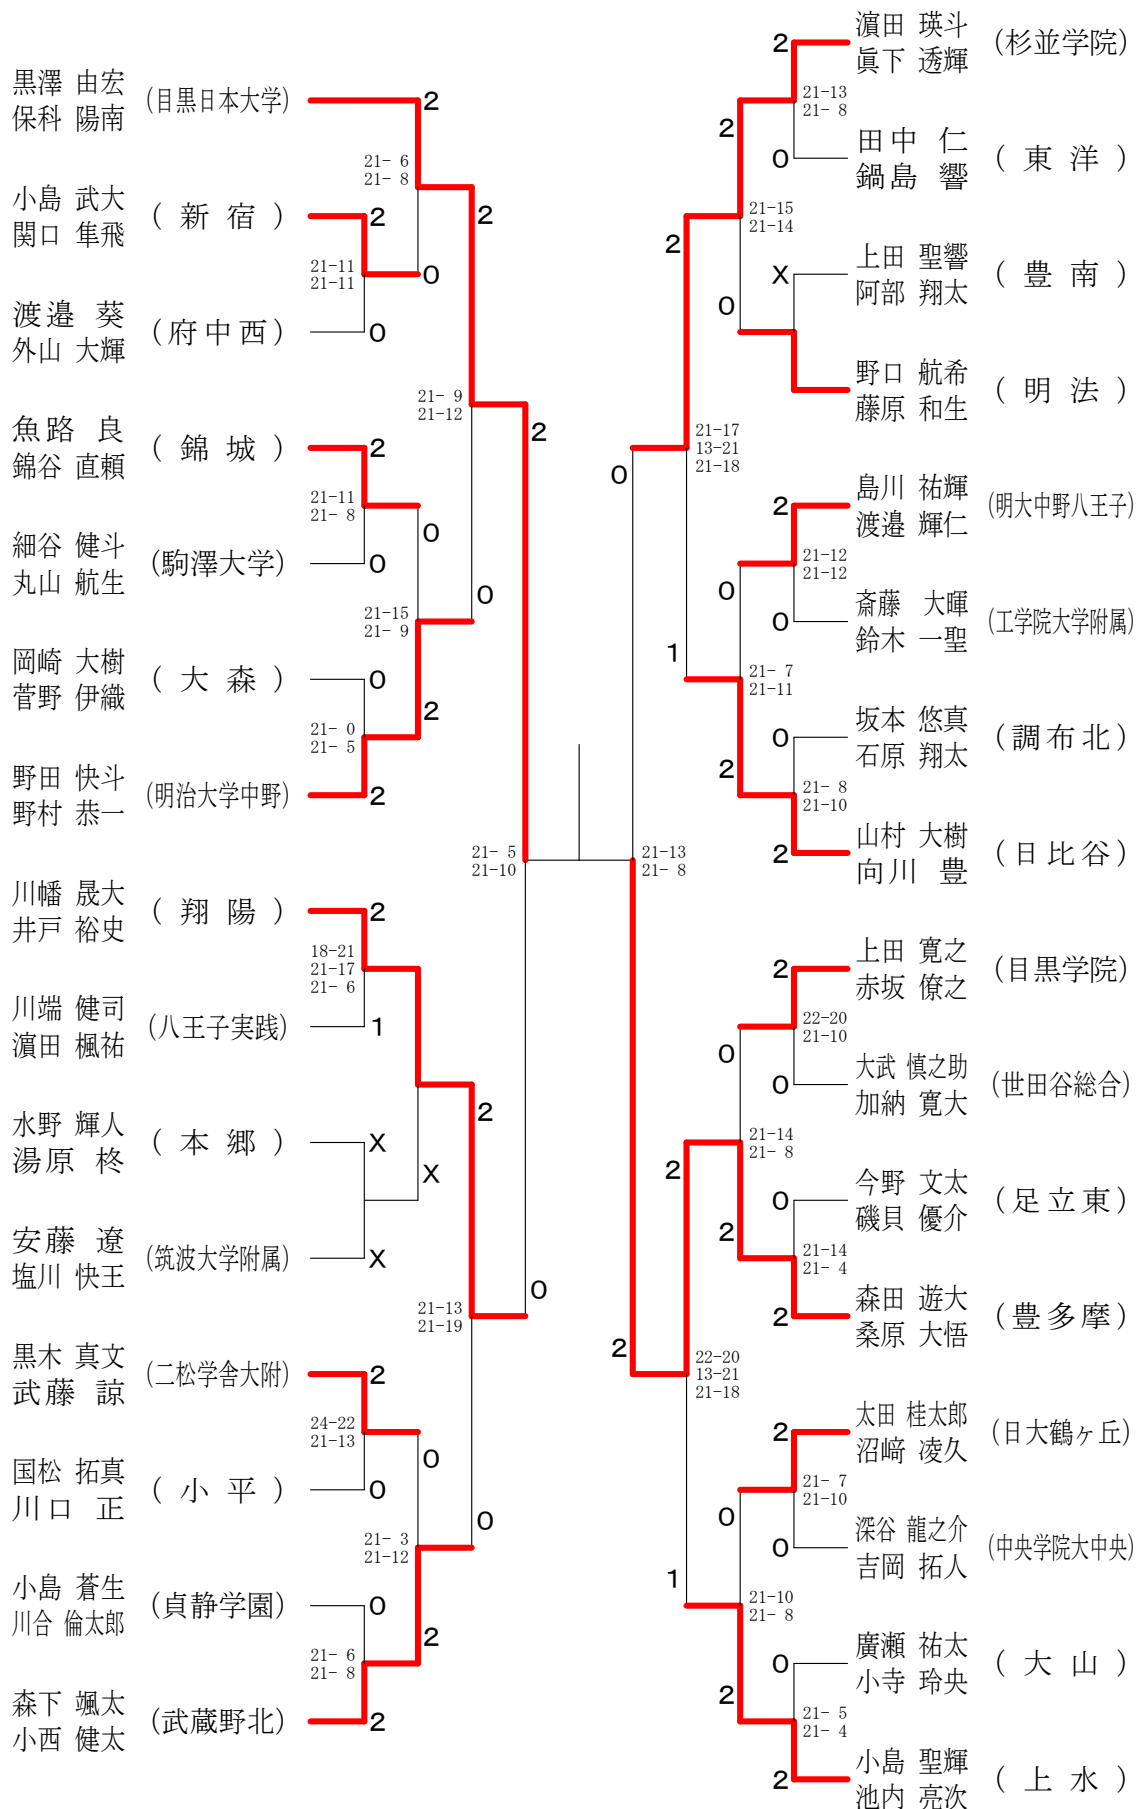 黒澤 由宏
保科 陽南
(目黒日本大学)
2
21- 6
21- 8
小島 武大
関口 隼飛
( 新 宿 )
2
2
21-11
21-11
0
渡邉 葵
外山 大輝
(府中西)
0
21- 9
21-12
2
魚路 良
錦谷 直頼
( 錦 城 )
2
21-11
21- 8
0
細谷 健斗
丸山 航生
(駒澤大学)
0
0
21-15
21- 9
岡崎 大樹
菅野 伊織
( 大 森 )
0
2
21- 0
21- 5
野田 快斗
野村 恭一
(明治大学中野)
2
21- 5
21-10
川幡 晟大
井戸 裕史
( 翔 陽 )
2
18-21
21-17
21- 6
川端 健司
濵田 楓祐
(八王子実践)
1
2
水野 輝人
湯原 柊
( 本 郷 )
X
X
安藤 遼
塩川 快王
(筑波大学附属)
X
0
21-13
21-19
黒木 真文
武藤 諒
(二松学舎大附)
2
24-22
21-13
0
国松 拓真
川口 正
( 小 平 )
0
0
21- 3
21-12
小島 蒼生
川合 倫太郎
(貞静学園)
0
2
21- 6
21- 8
森下 颯太
小西 健太
(武蔵野北)
2
2
濵田 瑛斗
眞下 透輝
(杉並学院)
21-13
21- 8
2
0
田中 仁
鍋島 響
( 東 洋 )
21-15
21-14
2
X
上田 聖響
阿部 翔太
( 豊 南 )
0
野口 航希
藤原 和生
( 明 法 )
21-17
13-21
21-18
0
2
島川 祐輝
渡邉 輝仁
(明大中野八王子)
21-12
21-12
0
0
斎藤 大暉
鈴木 一聖
(工学院大学附属)
1
21- 7
21-11
0
坂本 悠真
石原 翔太
(調布北)
2
21- 8
21-10
2
山村 大樹
向川 豊
(日比谷)
21-13
21- 8
2
上田 寛之
赤坂 僚之
(目黒学院)
22-20
21-10
0
0
大武 慎之助
加納 寛大
(世田谷総合)
21-14
21- 8
2
0
今野 文太
磯貝 優介
(足立東)
2
21-14
21- 4
2
森田 遊大
桑原 大悟
(豊多摩)
2
22-20
13-21
21-18
2
太田 桂太郎
沼﨑 凌久
(日大鶴ヶ丘)
21- 7
21-10
0
0
深谷 龍之介
吉岡 拓人
(中央学院大中央)
1
21-10
21- 8
0
廣瀬 祐太
小寺 玲央
( 大 山 )
2
21- 5
21- 4
2
小島 聖輝
池内 亮次
( 上 水 )